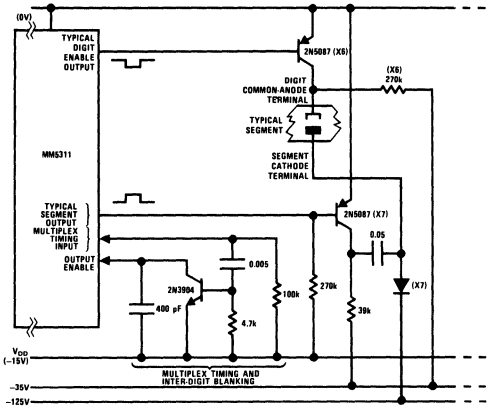 (0V)
TYPICAL
DIGIT
ENABLE
OUTPUT
2N5087 (X6)
DIGIT
COMMON-ANODE
TERMINAL
(X6)
270k
TYPICAL
SEGMENT
SEGMENT
CATHODE
TERMINAL
MM5311
TYPICAL
SEGMENT
OUTPUT
MULTIPLEX
TIMING
INPUT
OUTPUT
ENABLE
2N5087 (X7)
0.05
0.005
2N3904
400 pF
4.7k
100k
270k
39k
(X7)
VDD
(−15V)
MULTIPLEX TIMING AND
INTER-DIGIT BLANKING
−35V
−125V